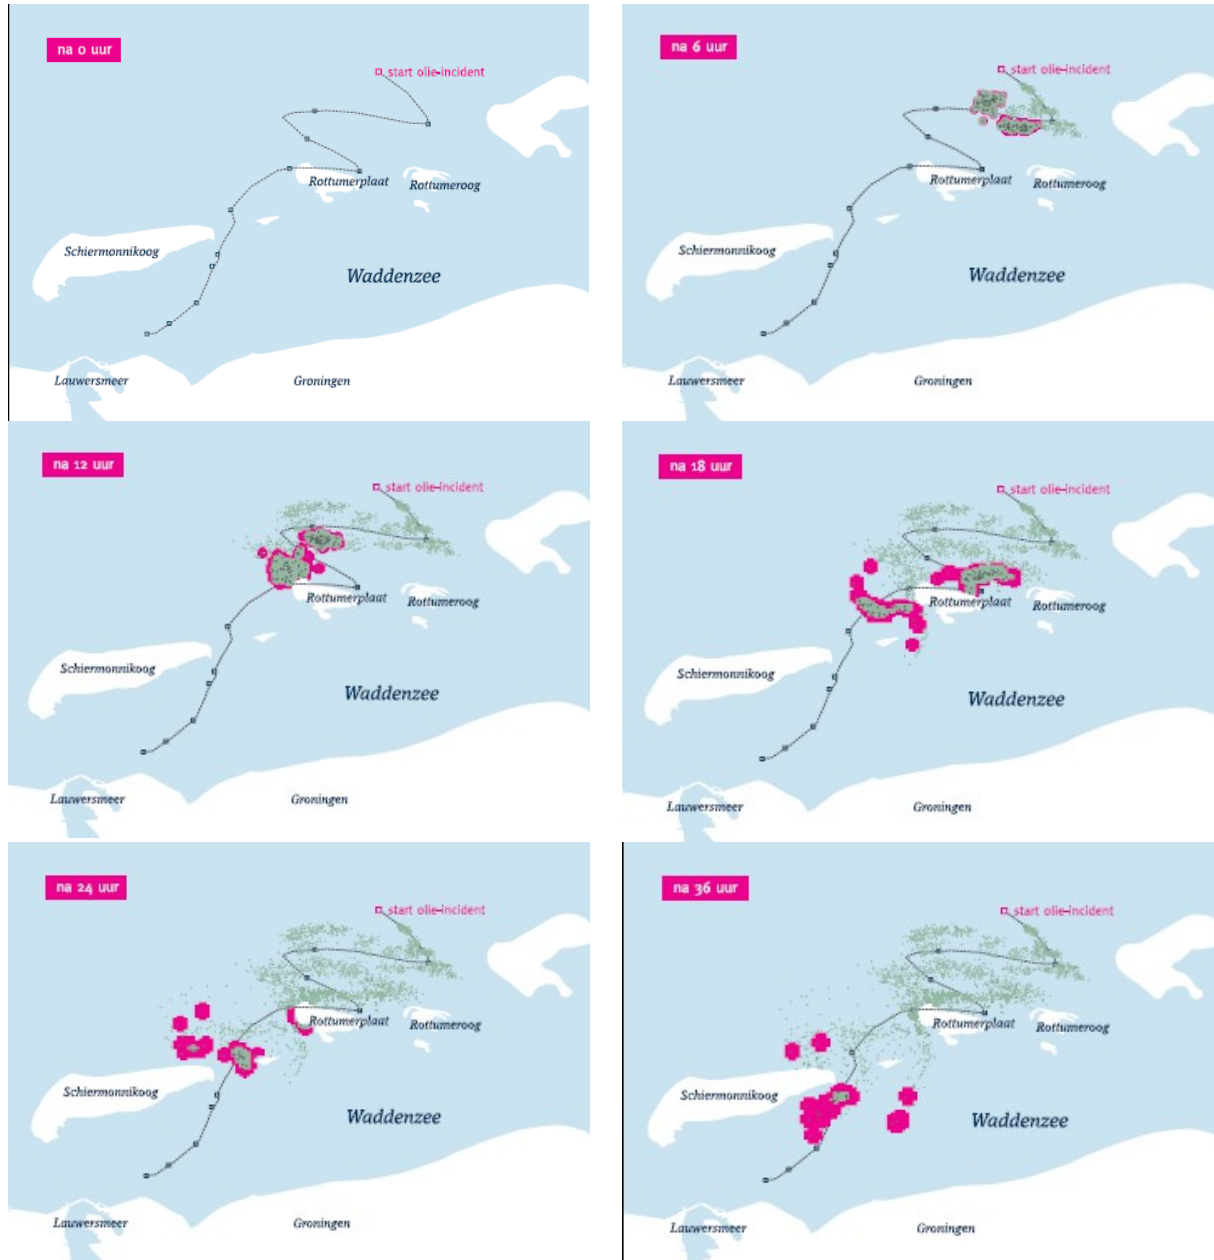 na 0 uur
start olie-incident
Rottumerplaat
Rottumeroog
Schiermonnikoog
Waddenzee
Lauwersmeer
Groningen
na 6 uur
start olie-incident
Rottumerplaat
Rottumeroog
Schiermonnikoog
Waddenzee
Lauwersmeer
Groningen
na 12 uur
start olie-incident
Rottumerplaat
Rottumeroog
Schiermonnikoog
Waddenzee
Lauwersmeer
Groningen
na 18 uur
start olie-incident
Rottumerplaat
Rottumeroog
Schiermonnikoog
Waddenzee
Lauwersmeer
Groningen
na 24 uur
start olie-incident
Rottumerplaat
Rottumeroog
Schiermonnikoog
Waddenzee
Lauwersmeer
Groningen
na 36 uur
start olie-incident
Rottumerplaat
Rottumeroog
Schiermonnikoog
Waddenzee
Lauwersmeer
Groningen